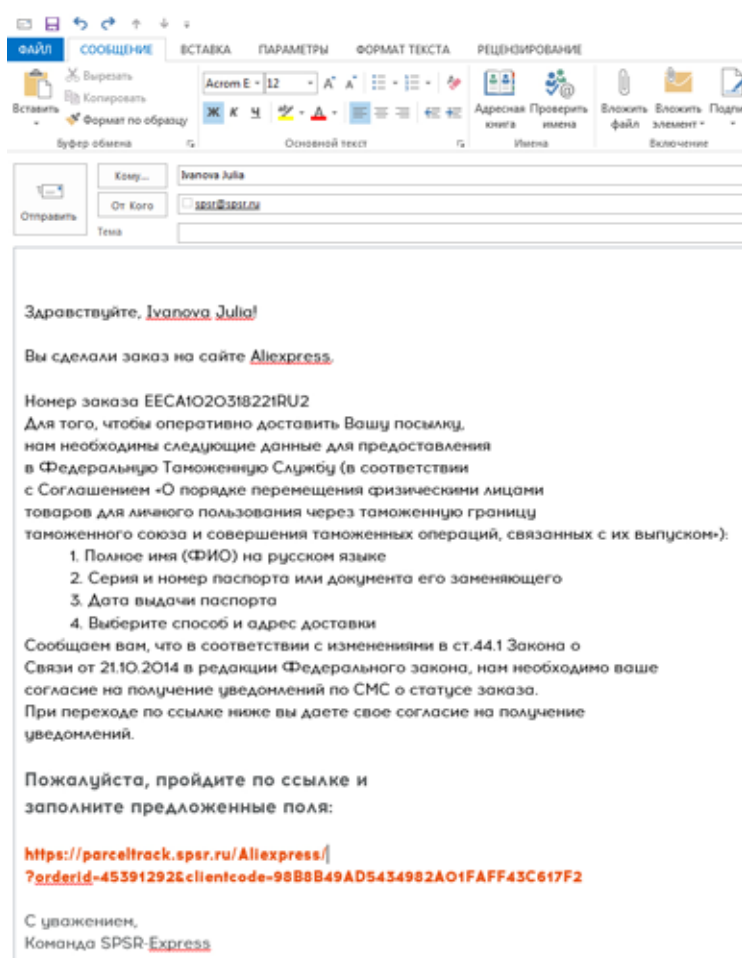 ФАЙЛ СООБЩЕНИЕ ВСТАВКА ПАРАМЕТРЫ ФОРМАТ ТЕКСТА РЕЦЕНЗИРОВАНИЕ
Вставить
Вырезать
Копировать
Формат по образцу
Буфер обмена
Acrom E 12
Ж К Ч
Основной текст
Адресная книга
Проверить имена
Имена
Вложить файл
Вложить элемент
Включение
Отправить
Кому... Ivanova Julia
От Кого spsr@spsr.ru
Тема
Здравствуйте, Ivanova Julia!
Вы сделали заказ на сайте Aliexpress.
Номер заказа EECA1020318221RU2
Для того, чтобы оперативно доставить Вашу посылку,
нам необходимы следующие данные для предоставления
в Федеральную Таможенную Службу (в соответствии
с Соглашением «О порядке перемещения физическими лицами
товаров для личного пользования через таможенную границу
таможенного союза и совершения таможенных операций, связанных с их выпуском»):
1. Полное имя (ФИО) на русском языке
2. Серия и номер паспорта или документа его заменяющего
3. Дата выдачи паспорта
4. Выберите способ и адрес доставки
Сообщаем вам, что в соответствии с изменениями в ст.44.1 Закона о
Связи от 21.10.2014 в редакции Федерального закона, нам необходимо ваше
согласие на получение уведомлений по СМС о статусе заказа.
При переходе по ссылке ниже вы даете свое согласие на получение
уведомлений.
Пожалуйста, пройдите по ссылке и
заполните предложенные поля:
https://parceltrack.spsr.ru/Aliexpress/
?orderid=45391292&clientcode=98B8B49AD5434982A01FAFF43C617F2
С уважением,
Команда SPSR-Express